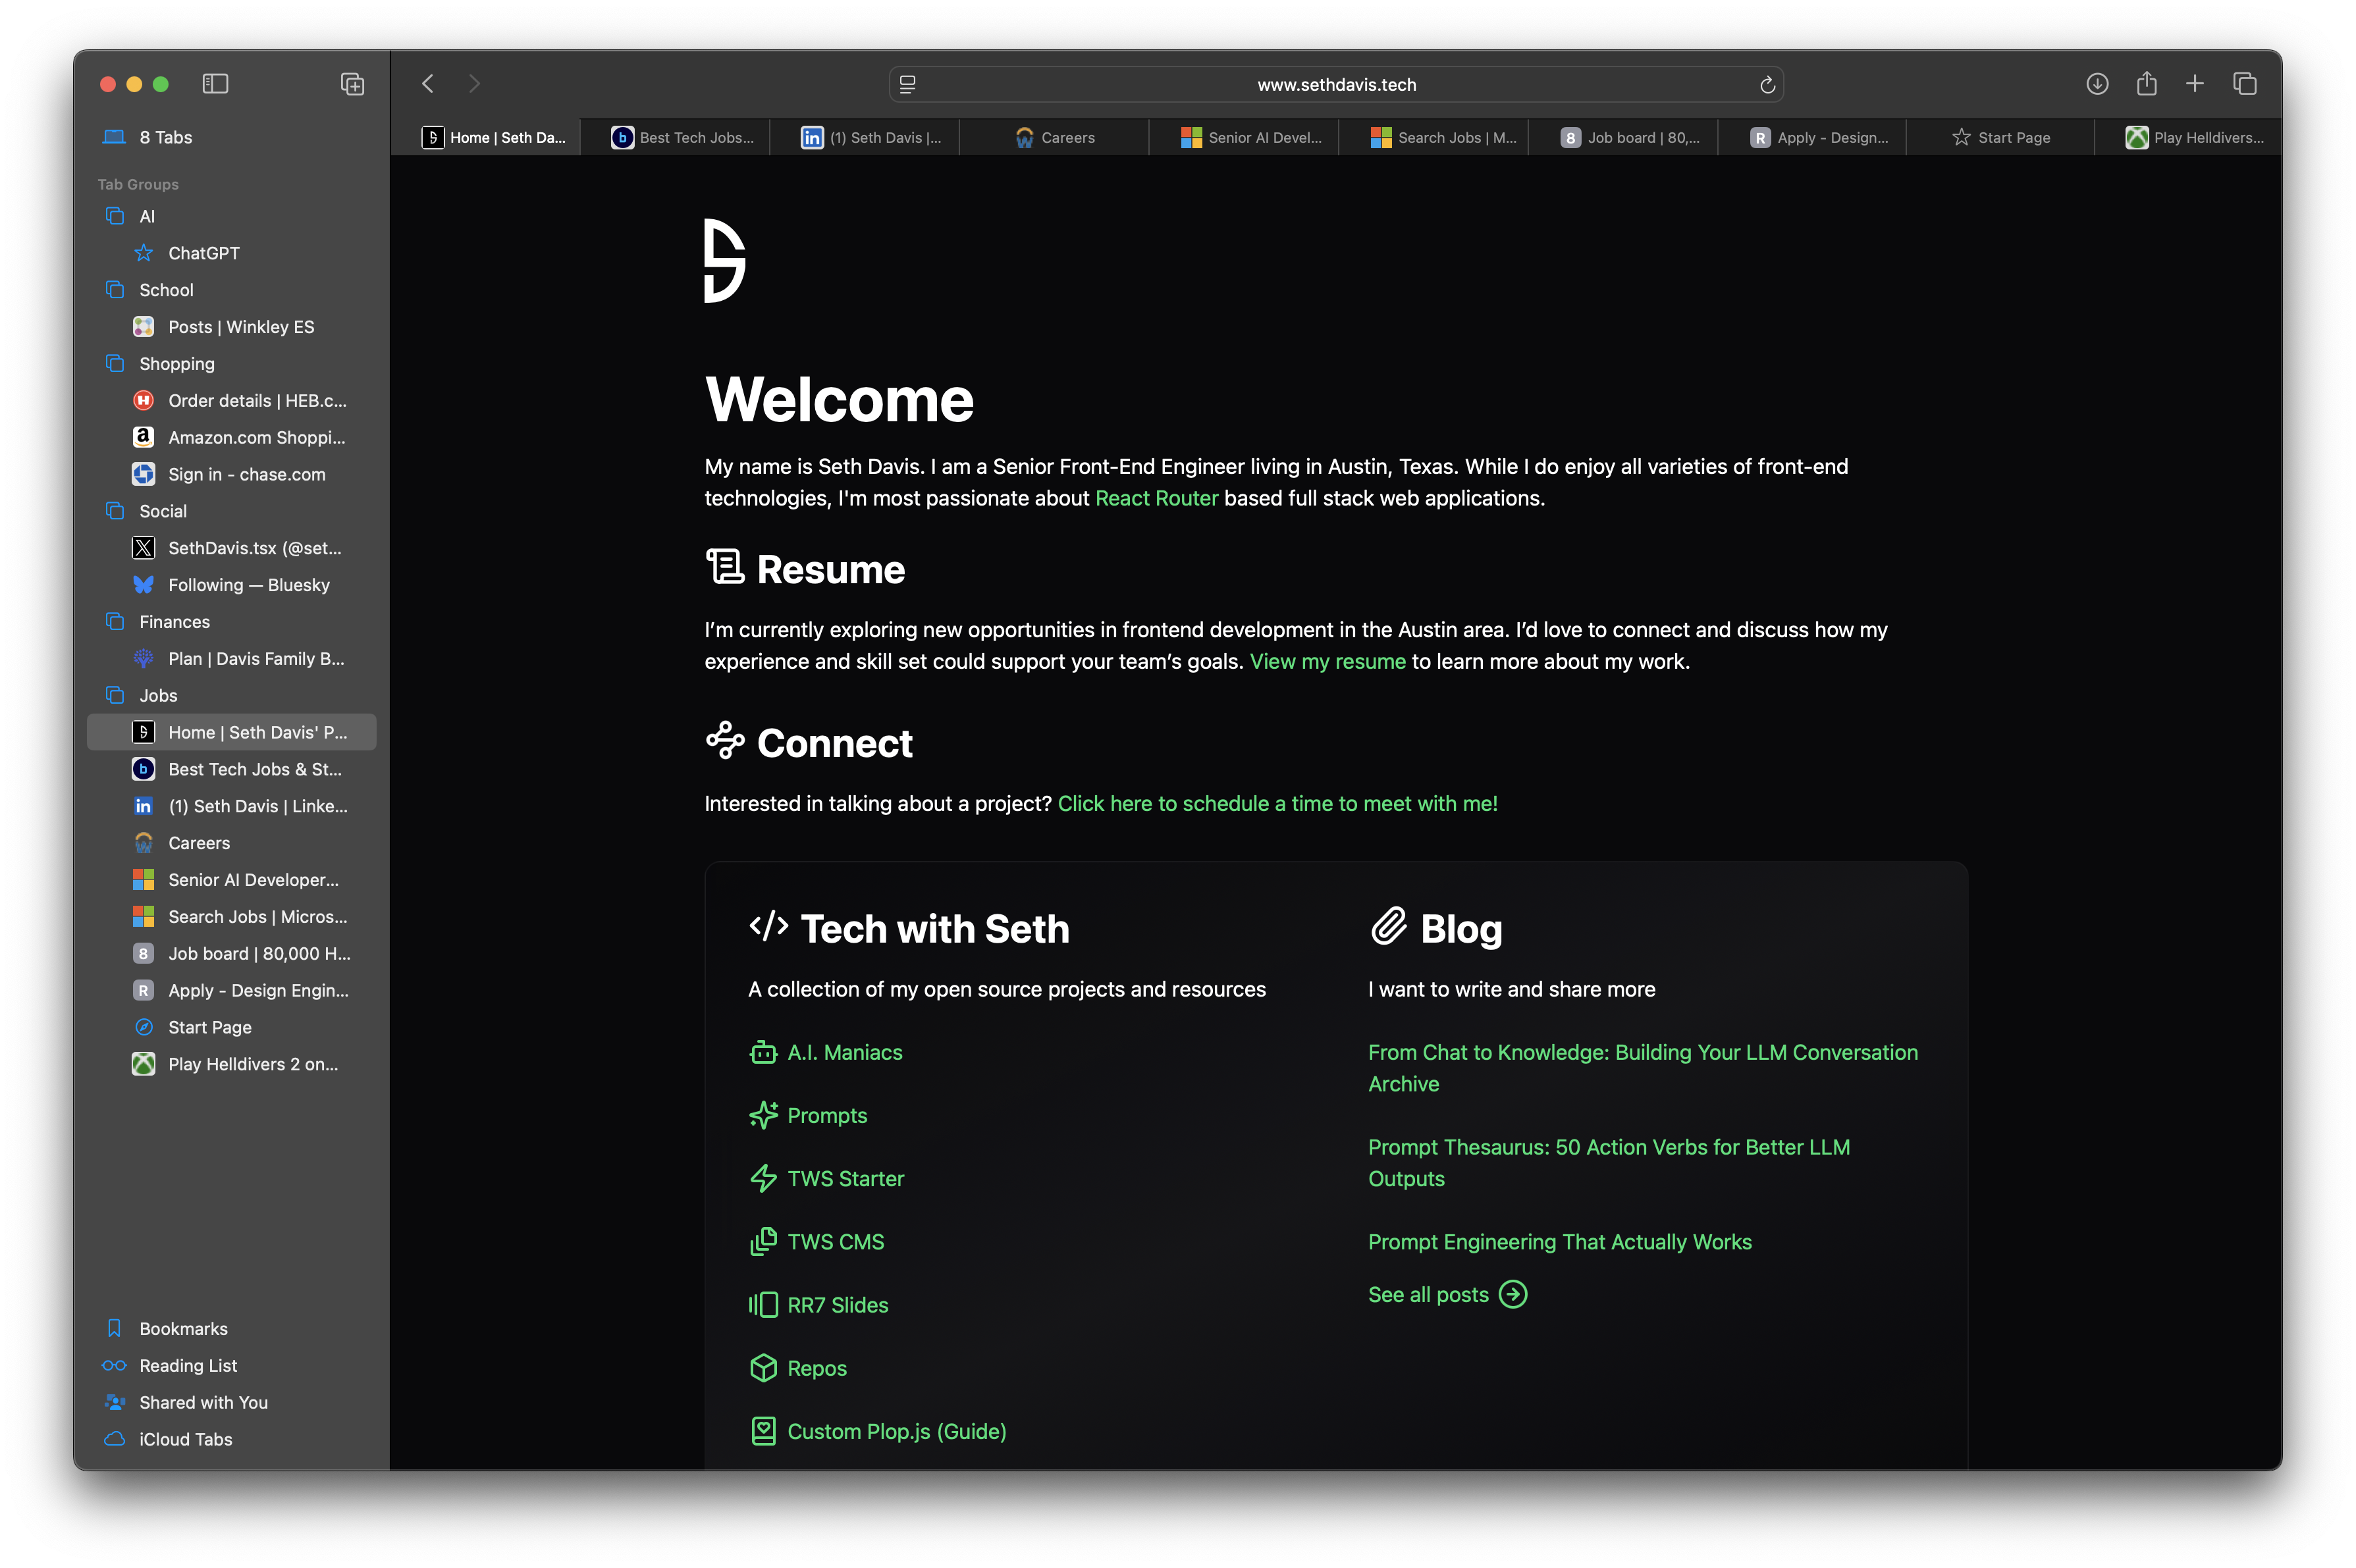 www.sethdavis.tech
8 Tabs
Tab Groups
AI
ChatGPT
School
Posts | Winkley ES
Shopping
Order details | HEB.c...
Amazon.com Shoppi...
Sign in - chase.com
Social
SethDavis.tsx (@set...
Following — Bluesky
Finances
Plan | Davis Family B...
Jobs
Home | Seth Davis' P...
Best Tech Jobs & St...
(1) Seth Davis | Linke...
Careers
Senior AI Developer...
Search Jobs | Micros...
Job board | 80,000 H...
Apply - Design Engin...
Start Page
Play Helldivers 2 on...
Bookmarks
Reading List
Shared with You
iCloud Tabs
Home | Seth Da...
Best Tech Jobs...
(1) Seth Davis |...
Careers
Senior AI Devel...
Search Jobs | M...
Job board | 80,...
Apply - Design...
Start Page
Play Helldivers...
Welcome
My name is Seth Davis. I am a Senior Front-End Engineer living in Austin, Texas. While I do enjoy all varieties of front-end
technologies, I'm most passionate about React Router based full stack web applications.
Resume
I’m currently exploring new opportunities in frontend development in the Austin area. I’d love to connect and discuss how my
experience and skill set could support your team’s goals. View my resume to learn more about my work.
Connect
Interested in talking about a project? Click here to schedule a time to meet with me!
Tech with Seth
A collection of my open source projects and resources
A.I. Maniacs
Prompts
TWS Starter
TWS CMS
RR7 Slides
Repos
Custom Plop.js (Guide)
Blog
I want to write and share more
From Chat to Knowledge: Building Your LLM Conversation
Archive
Prompt Thesaurus: 50 Action Verbs for Better LLM
Outputs
Prompt Engineering That Actually Works
See all posts